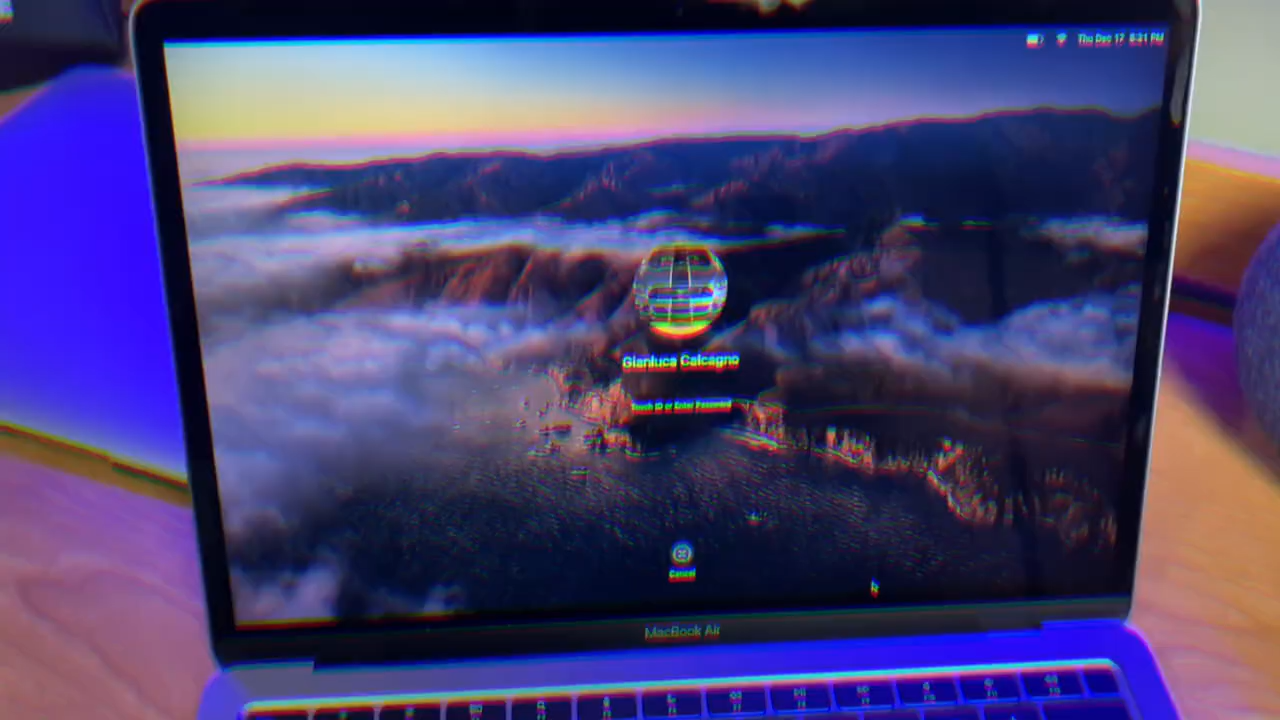 Thu Dec 17 8:31 PM
Gianluca Calcagno
Touch ID or Enter Password
Cancel
MacBook Air